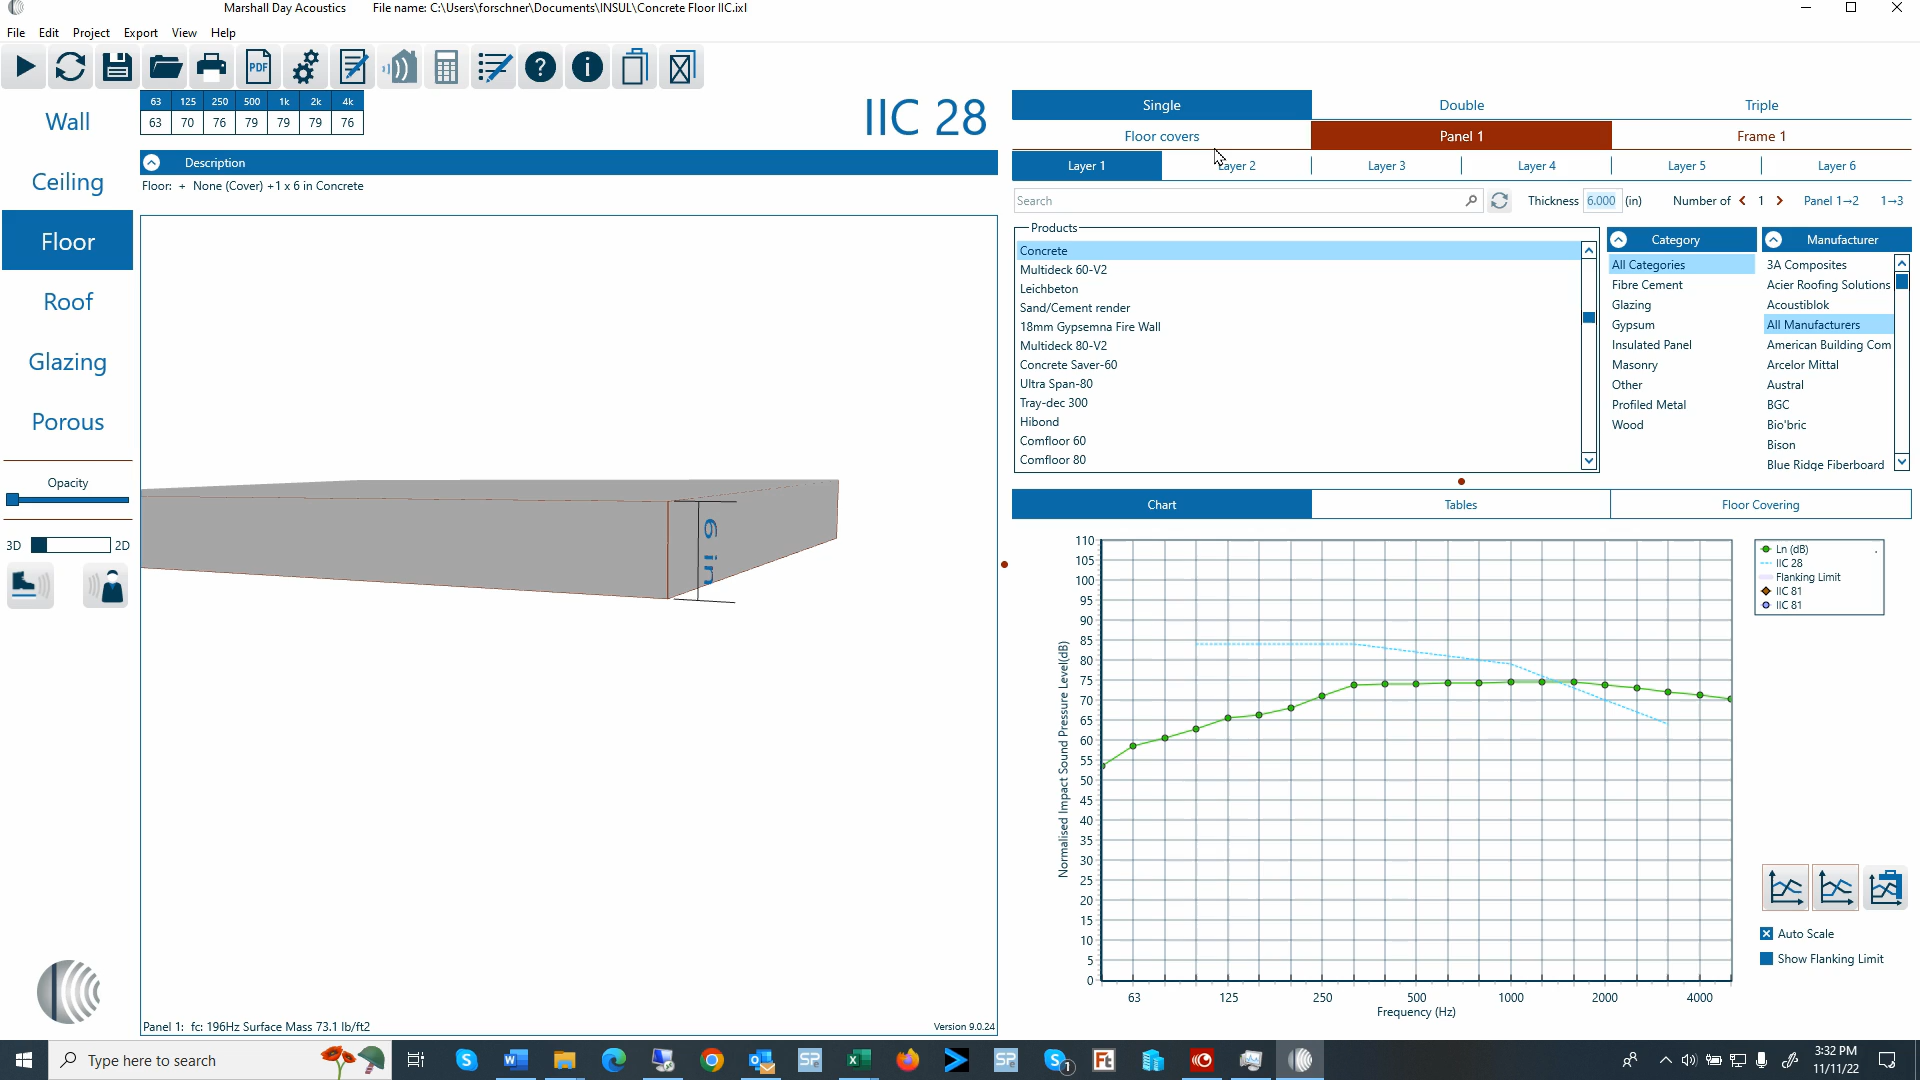 Marshall Day Acoustics File name: C:\Users\forschner\Documents\INSUL\Concrete Floor IIC.ixl
File Edit Project Export View Help
PDF
Wall
Ceiling
Floor
Roof
Glazing
Porous
Opacity
3D 2D
63 125 250 500 1k 2k 4k
63 70 76 79 79 79 76
IIC 28
Description
Floor: + None (Cover) +1 x 6 in Concrete
6 in
Panel 1: fc: 196Hz Surface Mass 73.1 lb/ft2
Version 9.0.24
Single Double Triple
Floor covers Panel 1 Frame 1
Layer 1 Layer 2 Layer 3 Layer 4 Layer 5 Layer 6
Search Thickness 6.000 (in) Number of < 1 > Panel 1→2 1→3
Products
Concrete
Multideck 60-V2
Leichbeton
Sand/Cement render
18mm Gypsemna Fire Wall
Multideck 80-V2
Concrete Saver-60
Ultra Span-80
Tray-dec 300
Hibond
Comfloor 60
Comfloor 80
Category
All Categories
Fibre Cement
Glazing
Gypsum
Insulated Panel
Masonry
Other
Profiled Metal
Wood
Manufacturer
3A Composites
Acier Roofing Solutions
Acoustiblok
All Manufacturers
American Building Com
Arcelor Mittal
Austral
BGC
Bio'bric
Bison
Blue Ridge Fiberboard
Chart Tables Floor Covering
Normalised Impact Sound Pressure Level(dB)
110
105
100
95
90
85
80
75
70
65
60
55
50
45
40
35
30
25
20
15
10
5
0
63 125 250 500 1000 2000 4000
Frequency (Hz)
Ln (dB)
IIC 28
Flanking Limit
IIC 81
IIC 81
Auto Scale
Show Flanking Limit
Type here to search
SP
SP
1
Ft
3:32 PM
11/11/22